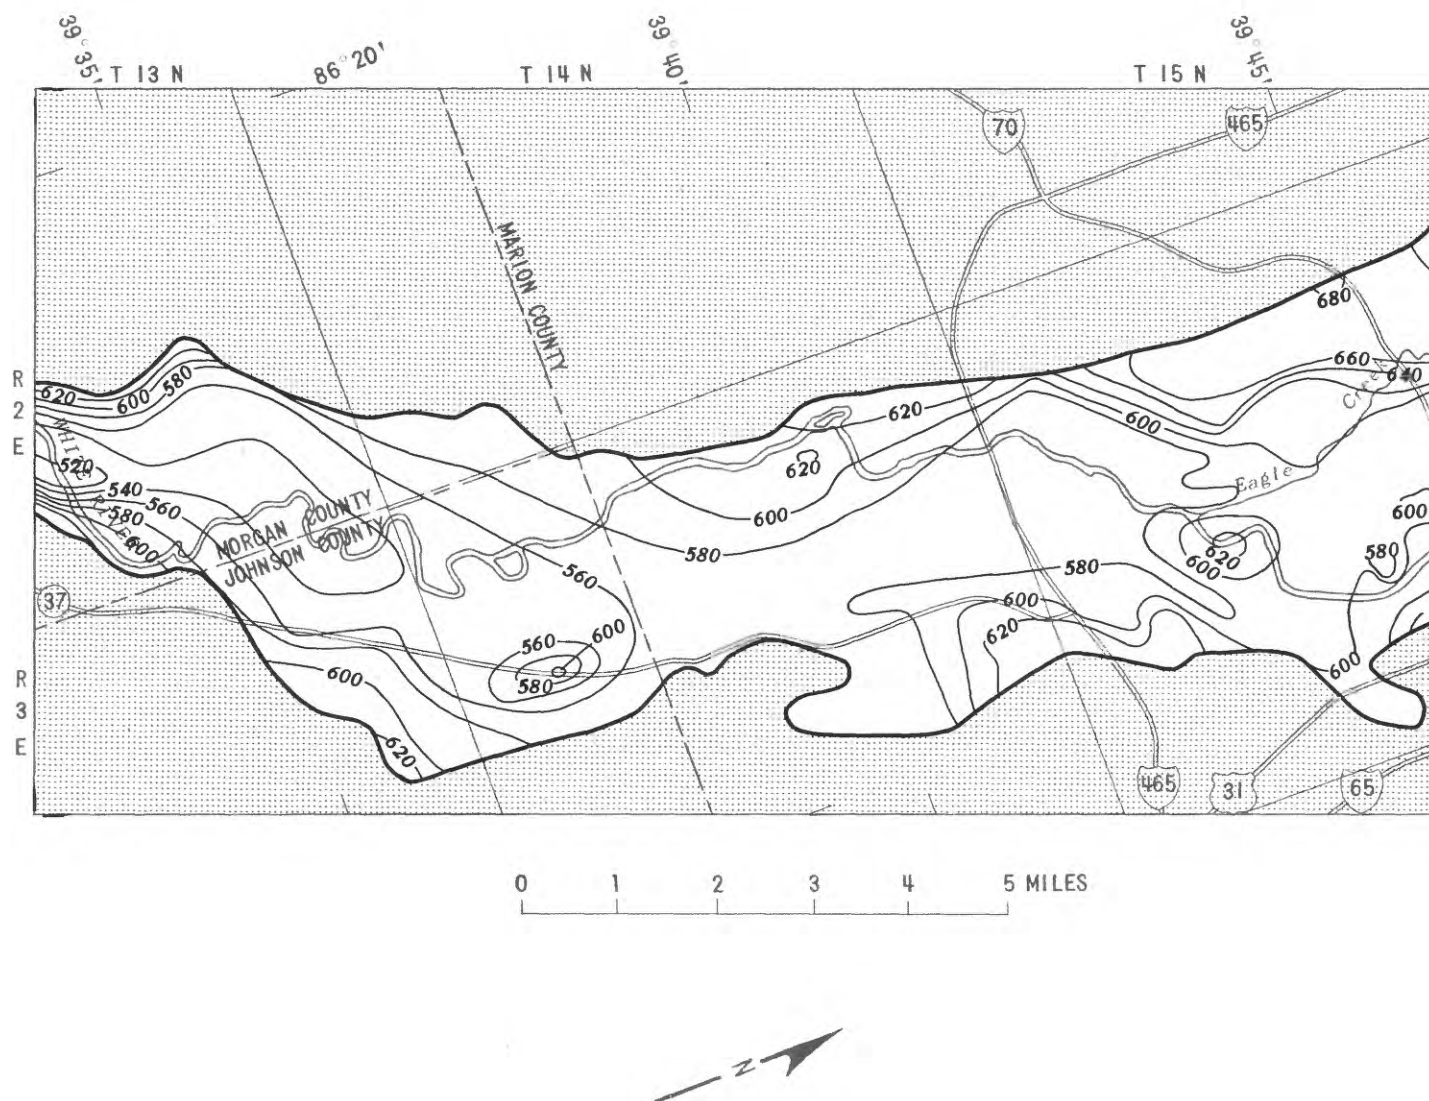 39°35'
T 13 N
86°20'
T 14 N
39°40'
T 15 N
39°45'
70
465
MARION COUNTY
680
R
2
E
620
600
580
660
640
Creek
620
600
WHITE RIVER
520
620
Eagle
540
560
580
600
MORGAN COUNTY
JOHNSON COUNTY
600
580
600
620
600
580
560
580
37
600
620
560
600
580
600
600
R
3
E
620
465
31
65
0 1 2 3 4 5 MILES
N